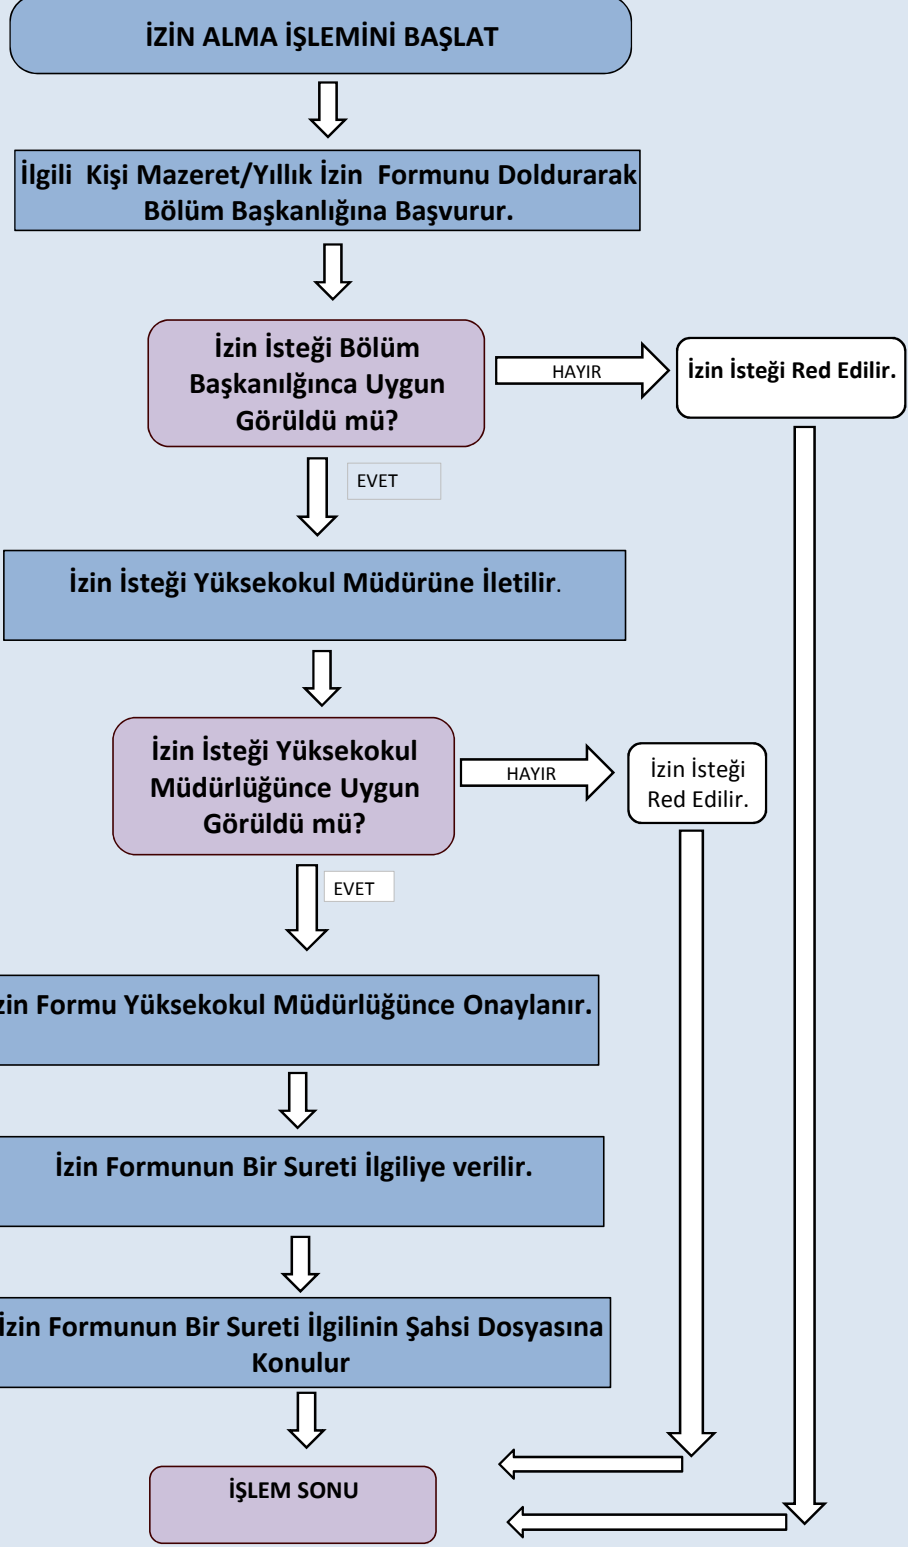 İZİN ALMA İŞLEMİNİ BAŞLAT
İlgili Kişi Mazeret/Yıllık İzin Formunu Doldurarak
Bölüm Başkanlığına Başvurur.
İzin İsteği Bölüm
Başkanılğınca Uygun
Görüldü mü?
HAYIR
İzin İsteği Red Edilir.
EVET
İzin İsteği Yüksekokul Müdürüne İletilir.
İzin İsteği Yüksekokul
Müdürlüğünce Uygun
Görüldü mü?
HAYIR
İzin İsteği
Red Edilir.
EVET
zin Formu Yüksekokul Müdürlüğünce Onaylanır.
İzin Formunun Bir Sureti İlgiliye verilir.
İzin Formunun Bir Sureti İlgilinin Şahsi Dosyasına
Konulur
İŞLEM SONU